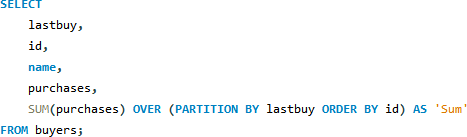 SELECT
    lastbuy,
    id,
    name,
    purchases,
    SUM(purchases) OVER (PARTITION BY lastbuy ORDER BY id) AS 'Sum'
FROM buyers;